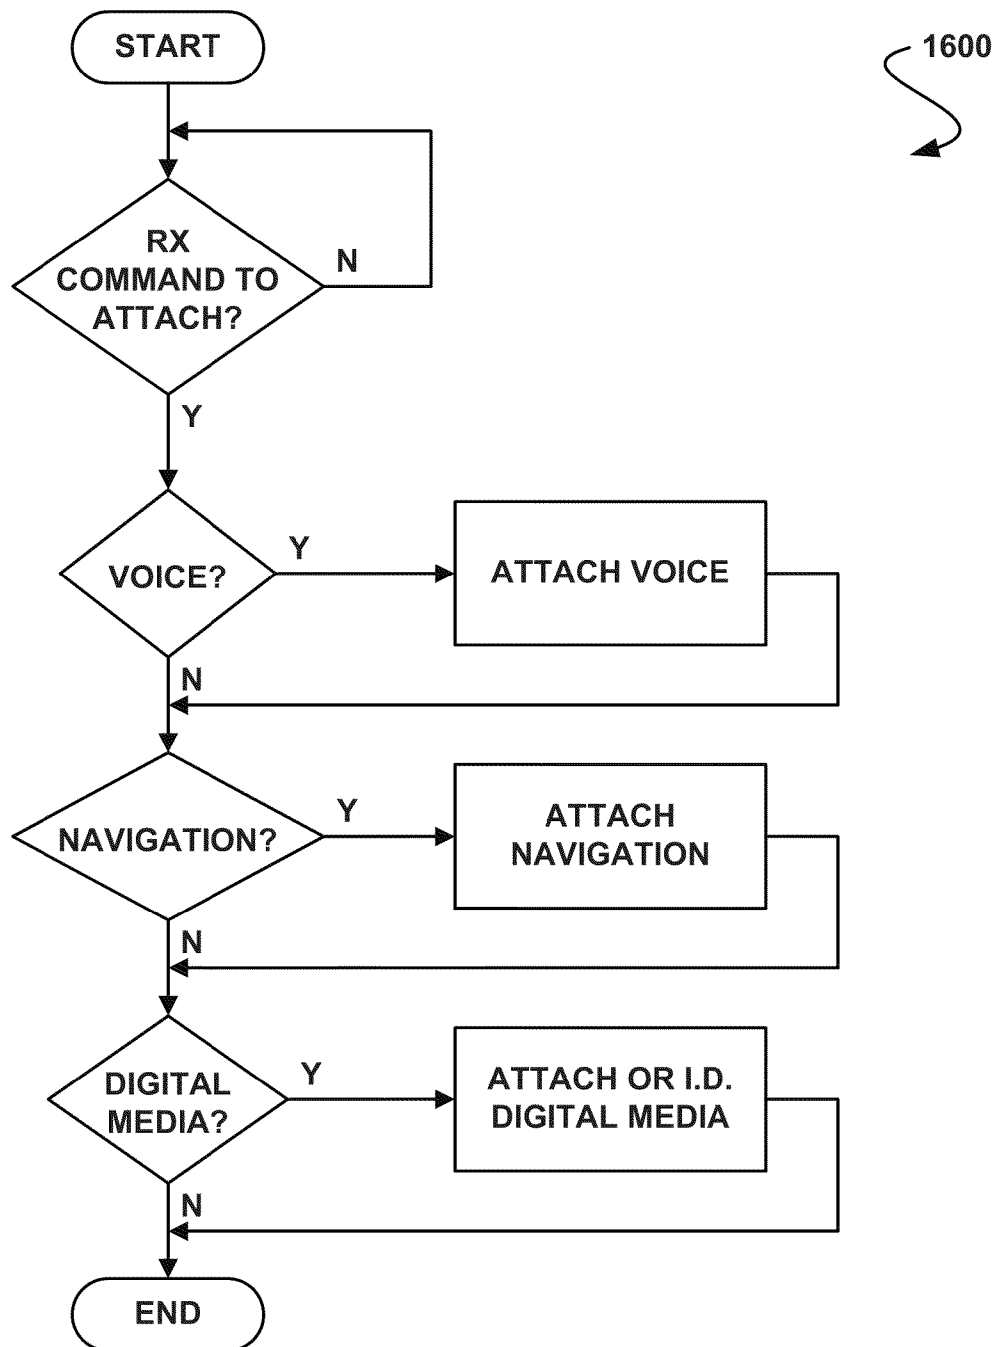 START
1600
RX
COMMAND TO
ATTACH?
N
Y
VOICE?
Y
ATTACH VOICE
N
NAVIGATION?
Y
ATTACH
NAVIGATION
N
DIGITAL
MEDIA?
Y
ATTACH OR I.D.
DIGITAL MEDIA
N
END